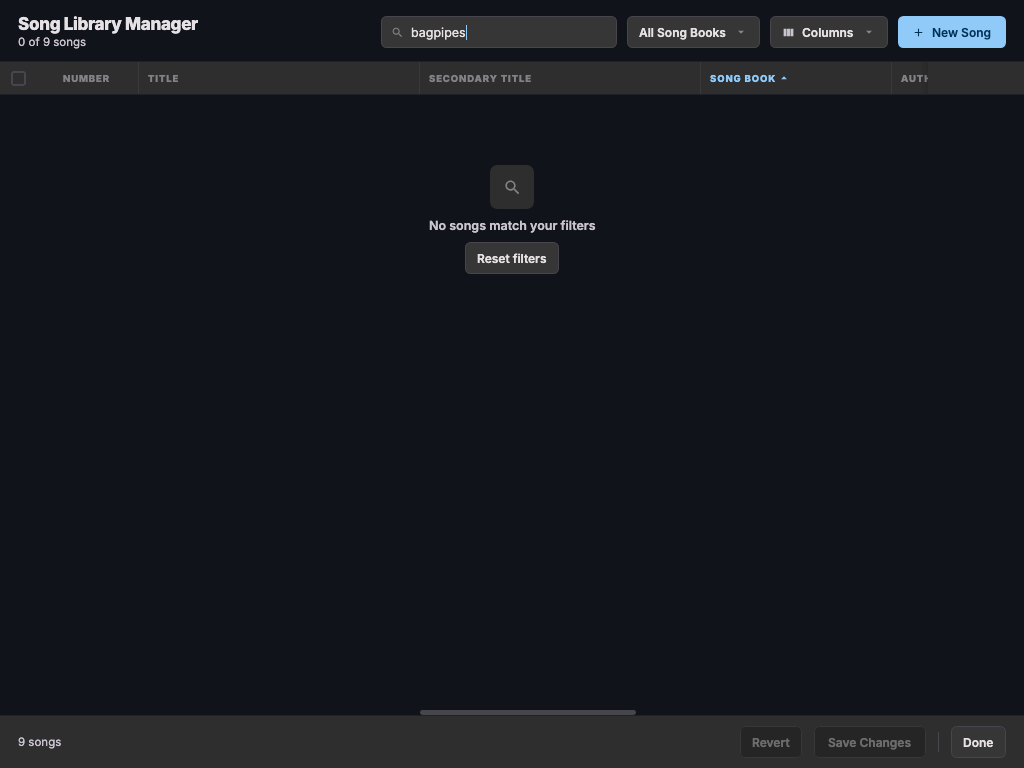 Song Library Manager
0 of 9 songs
bagpipes
All Song Books
Columns
+ New Song
NUMBER
TITLE
SECONDARY TITLE
SONG BOOK
AUTH
No songs match your filters
Reset filters
9 songs
Revert
Save Changes
Done